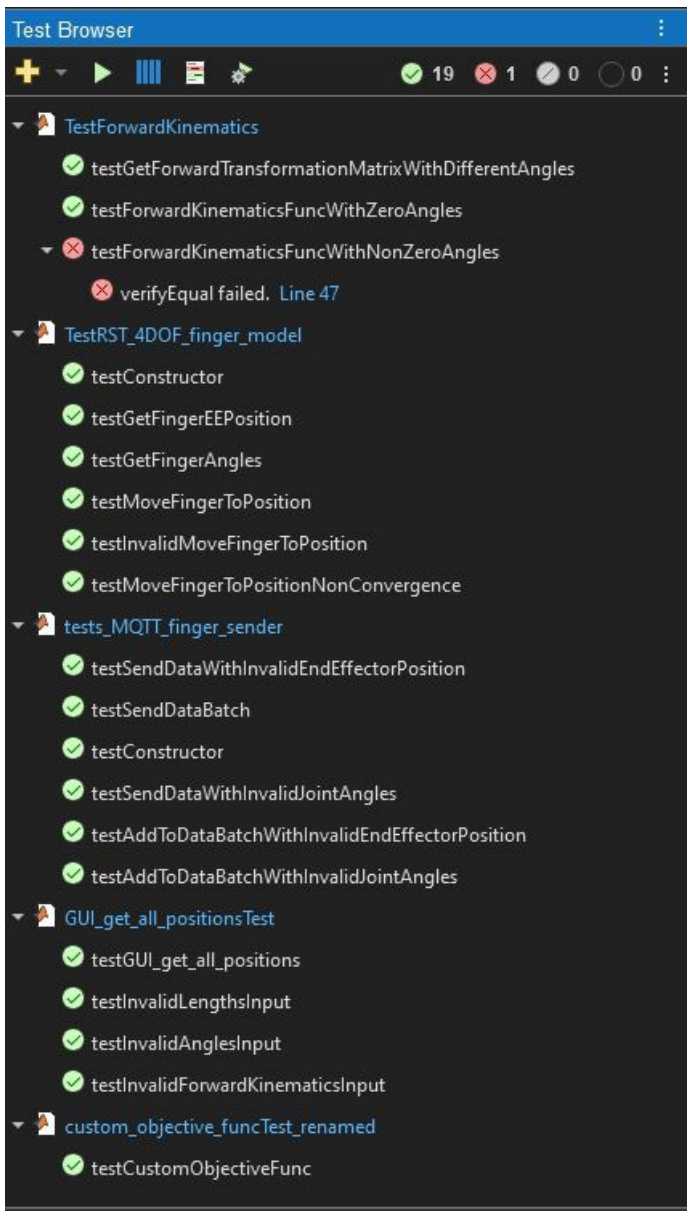 Test Browser
19 1 0 0
TestForwardKinematics
testGetForwardTransformationMatrixWithDifferentAngles
testForwardKinematicsFuncWithZeroAngles
testForwardKinematicsFuncWithNonZeroAngles
verifyEqual failed. Line 47
TestRST_4DOF_finger_model
testConstructor
testGetFingerEEPosition
testGetFingerAngles
testMoveFingerToPosition
testInvalidMoveFingerToPosition
testMoveFingerToPositionNonConvergence
tests_MQTT_finger_sender
testSendDataWithInvalidEndEffectorPosition
testSendDataBatch
testConstructor
testSendDataWithInvalidJointAngles
testAddToDataBatchWithInvalidEndEffectorPosition
testAddToDataBatchWithInvalidJointAngles
GUI_get_all_positionsTest
testGUI_get_all_positions
testInvalidLengthsInput
testInvalidAnglesInput
testInvalidForwardKinematicsInput
custom_objective_funcTest_renamed
testCustomObjectiveFunc